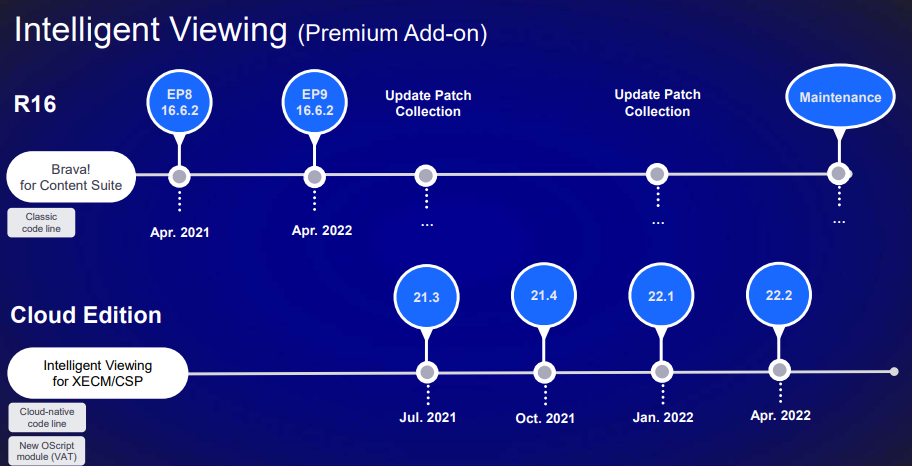 Intelligent Viewing (Premium Add-on)
R16
EP8
16.6.2
EP9
16.6.2
Update Patch
Collection
Update Patch
Collection
Maintenance
Brava!
for Content Suite
Classic
code line
Apr. 2021
Apr. 2022
...
...
...
Cloud Edition
21.3
21.4
22.1
22.2
Intelligent Viewing
for XECM/CSP
Cloud-native
code line
New OScript
module (VAT)
Jul. 2021
Oct. 2021
Jan. 2022
Apr. 2022